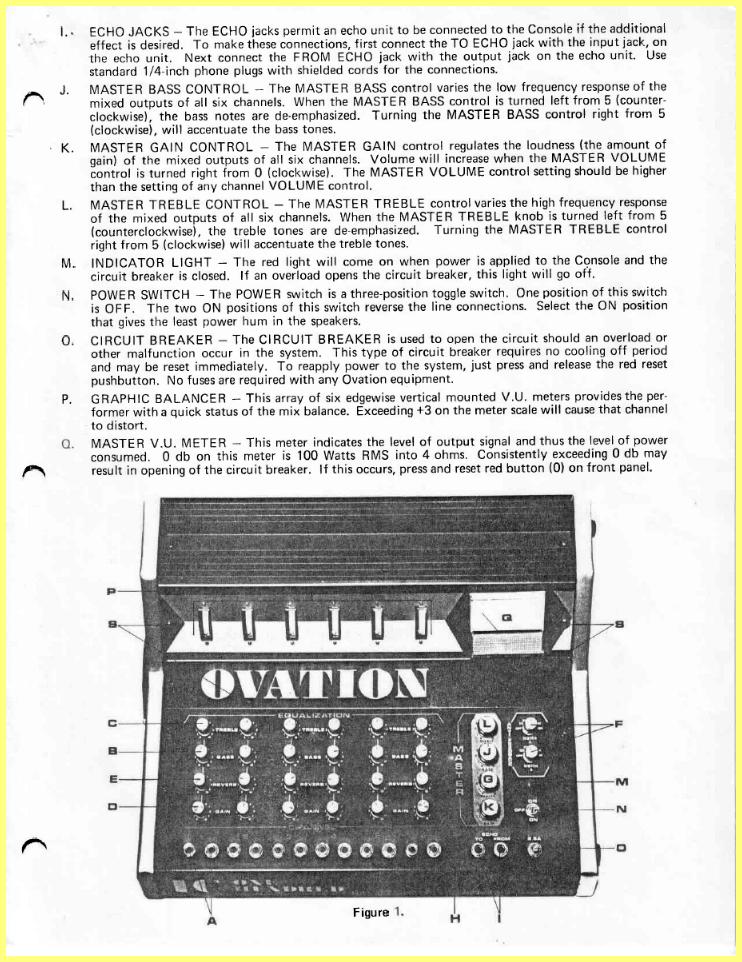 I. ECHO JACKS – The ECHO jacks permit an echo unit to be connected to the Console if the additional
effect is desired. To make these connections, first connect the TO ECHO jack with the input jack, on
the echo unit. Next connect the FROM ECHO jack with the output jack on the echo unit. Use
standard 1/4-inch phone plugs with shielded cords for the connections.
J. MASTER BASS CONTROL – The MASTER BASS control varies the low frequency response of the
mixed outputs of all six channels. When the MASTER BASS control is turned left from 5 (counter-
clockwise), the bass notes are de-emphasized. Turning the MASTER BASS control right from 5
(clockwise), will accentuate the bass tones.
K. MASTER GAIN CONTROL – The MASTER GAIN control regulates the loudness (the amount of
gain) of the mixed outputs of all six channels. Volume will increase when the MASTER VOLUME
control is turned right from 0 (clockwise). The MASTER VOLUME control setting should be higher
than the setting of any channel VOLUME control.
L. MASTER TREBLE CONTROL – The MASTER TREBLE control varies the high frequency response
of the mixed outputs of all six channels. When the MASTER TREBLE knob is turned left from 5
(counterclockwise), the treble tones are de-emphasized. Turning the MASTER TREBLE control
right from 5 (clockwise) will accentuate the treble tones.
M. INDICATOR LIGHT – The red light will come on when power is applied to the Console and the
circuit breaker is closed. If an overload opens the circuit breaker, this light will go off.
N. POWER SWITCH – The POWER switch is a three-position toggle switch. One position of this switch
is OFF. The two ON positions of this switch reverse the line connections. Select the ON position
that gives the least power hum in the speakers.
O. CIRCUIT BREAKER – The CIRCUIT BREAKER is used to open the circuit should an overload or
other malfunction occur in the system. This type of circuit breaker requires no cooling off period
and may be reset immediately. To reapply power to the system, just press and release the red reset
pushbutton. No fuses are required with any Ovation equipment.
P. GRAPHIC BALANCER – This array of six edgewise vertical mounted V.U. meters provides the per-
former with a quick status of the mix balance. Exceeding +3 on the meter scale will cause that channel
to distort.
Q. MASTER V.U. METER – This meter indicates the level of output signal and thus the level of power
consumed. 0 db on this meter is 100 Watts RMS into 4 ohms. Consistently exceeding 0 db may
result in opening of the circuit breaker. If this occurs, press and reset red button (0) on front panel.
P
S Q S
OVATION
EQUALIZATION
C TREBLE TREBLE TREBLE L F
B BASS BASS BASS J
MASTER
E REVERB REVERB REVERB G M
D GAIN GAIN GAIN K OFF ON N
ON
ECHO
TO FROM O
A H I
Figure 1.